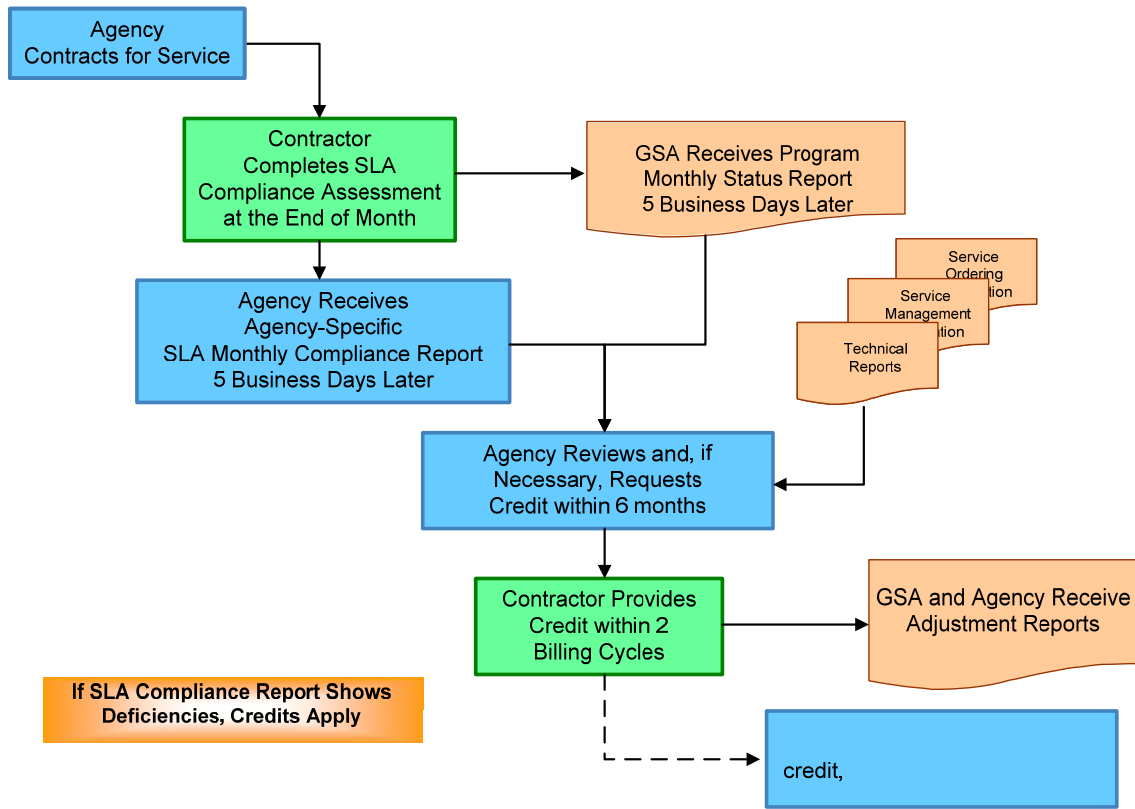 Agency
Contracts for Service
Contractor
Completes SLA
Compliance Assessment
at the End of Month
GSA Receives Program
Monthly Status Report
5 Business Days Later
Agency Receives
Agency-Specific
SLA Monthly Compliance Report
5 Business Days Later
Service
Ordering
Service
Management
Technical
Reports
Agency Reviews and, if
Necessary, Requests
Credit within 6 months
Contractor Provides
Credit within 2
Billing Cycles
GSA and Agency Receive
Adjustment Reports
If SLA Compliance Report Shows
Deficiencies, Credits Apply
credit,